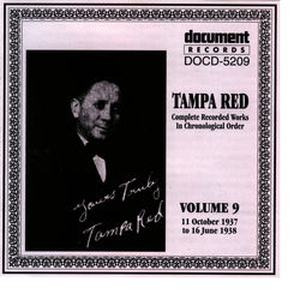 document
RECORDS
DOCD-5209
TAMPA RED
Complete Recorded Works
In Chronological Order
Yours Truly
Tampa Red
VOLUME 9
11 October 1937
to 16 June 1938